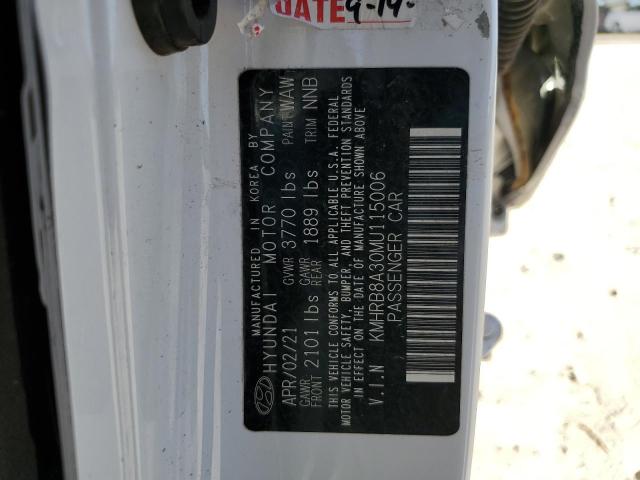 DATE 9-19-
MANUFACTURED IN KOREA BY
HYUNDAI MOTOR COMPANY
APR/02/21 GVWR 3770 lbs PAINT WAW
GAWR FRONT 2101 lbs GAWR REAR 1889 lbs TRIM NNB
THIS VEHICLE CONFORMS TO ALL APPLICABLE U.S.A. FEDERAL
MOTOR VEHICLE SAFETY, BUMPER, AND THEFT PREVENTION STANDARDS
IN EFFECT ON THE DATE OF MANUFACTURE SHOWN ABOVE
V.I.N KMHRB8A30MU115006
PASSENGER CAR